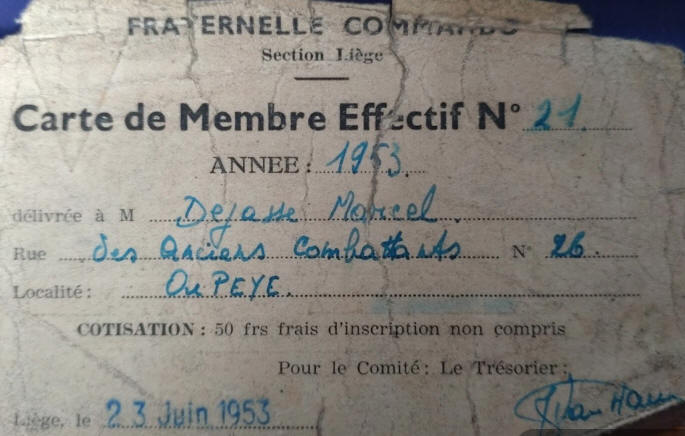 FRATERNELLE COMMANDO
Section Liège
Carte de Membre Effectif N° 21.
ANNEE : 1953.
délivrée à M Dejasse Marcel.
Rue des Anciens Combattants N° 26.
Localité : OuPEYE.
COTISATION : 50 frs frais d'inscription non compris
Pour le Comité : Le Trésorier :
Liège, le 23 Juin 1953